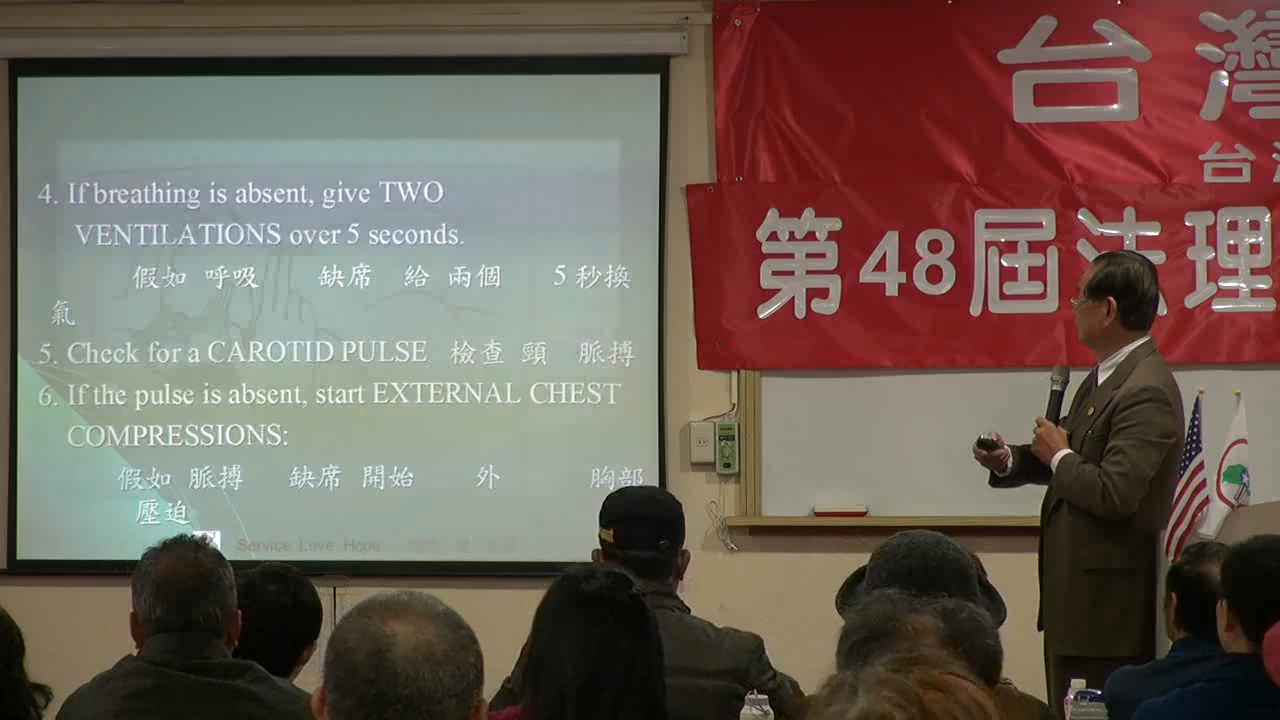 4. If breathing is absent, give TWO
VENTILATIONS over 5 seconds.
假如 呼吸 缺席 給 兩個 5 秒換
氣
5. Check for a CAROTID PULSE 檢查 頸 脈搏
6. If the pulse is absent, start EXTERNAL CHEST
COMPRESSIONS:
假如 脈搏 缺席 開始 外 胸部
壓迫
Service Love Hope
台灣
台
第48屆法理